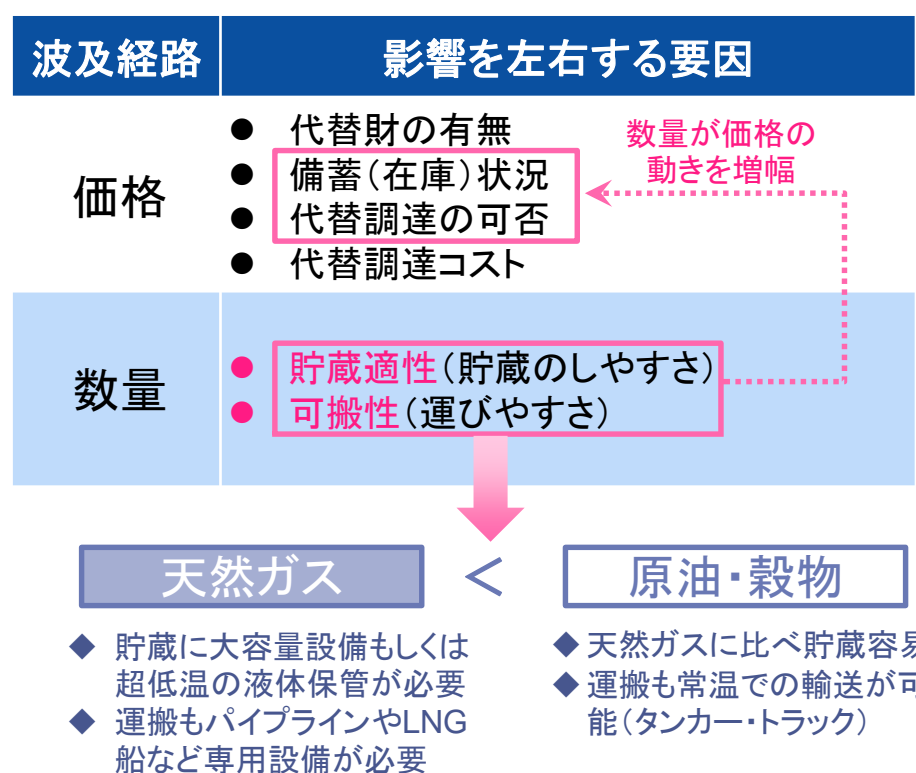 波及経路
影響を左右する要因
価格
● 代替財の有無
● 備蓄(在庫)状況
● 代替調達の可否
● 代替調達コスト
数量が価格の
動きを増幅
数量
● 貯蔵適性(貯蔵のしやすさ)
● 可搬性(運びやすさ)
天然ガス
<
原油・穀物
◆ 貯蔵に大容量設備もしくは
超低温の液体保管が必要
◆ 運搬もパイプラインやLNG
船など専用設備が必要
◆ 天然ガスに比べ貯蔵容易
◆ 運搬も常温での輸送が可
能(タンカー・トラック)